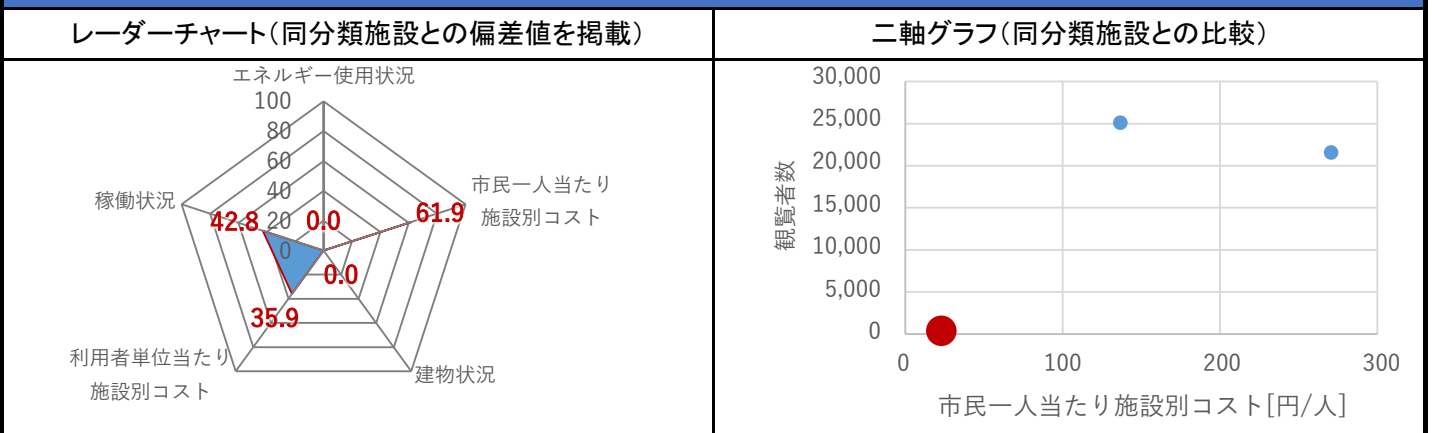 レーダーチャート(同分類施設との偏差値を掲載)
エネルギー使用状況
100
80
60
40
20
0
0.0
61.9
0.0
35.9
42.8
市民一人当たり
施設別コスト
建物状況
利用者単位当たり
施設別コスト
稼働状況
二軸グラフ(同分類施設との比較)
30,000
25,000
20,000
15,000
10,000
5,000
0
観覧者数
0 100 200 300
市民一人当たり施設別コスト[円/人]